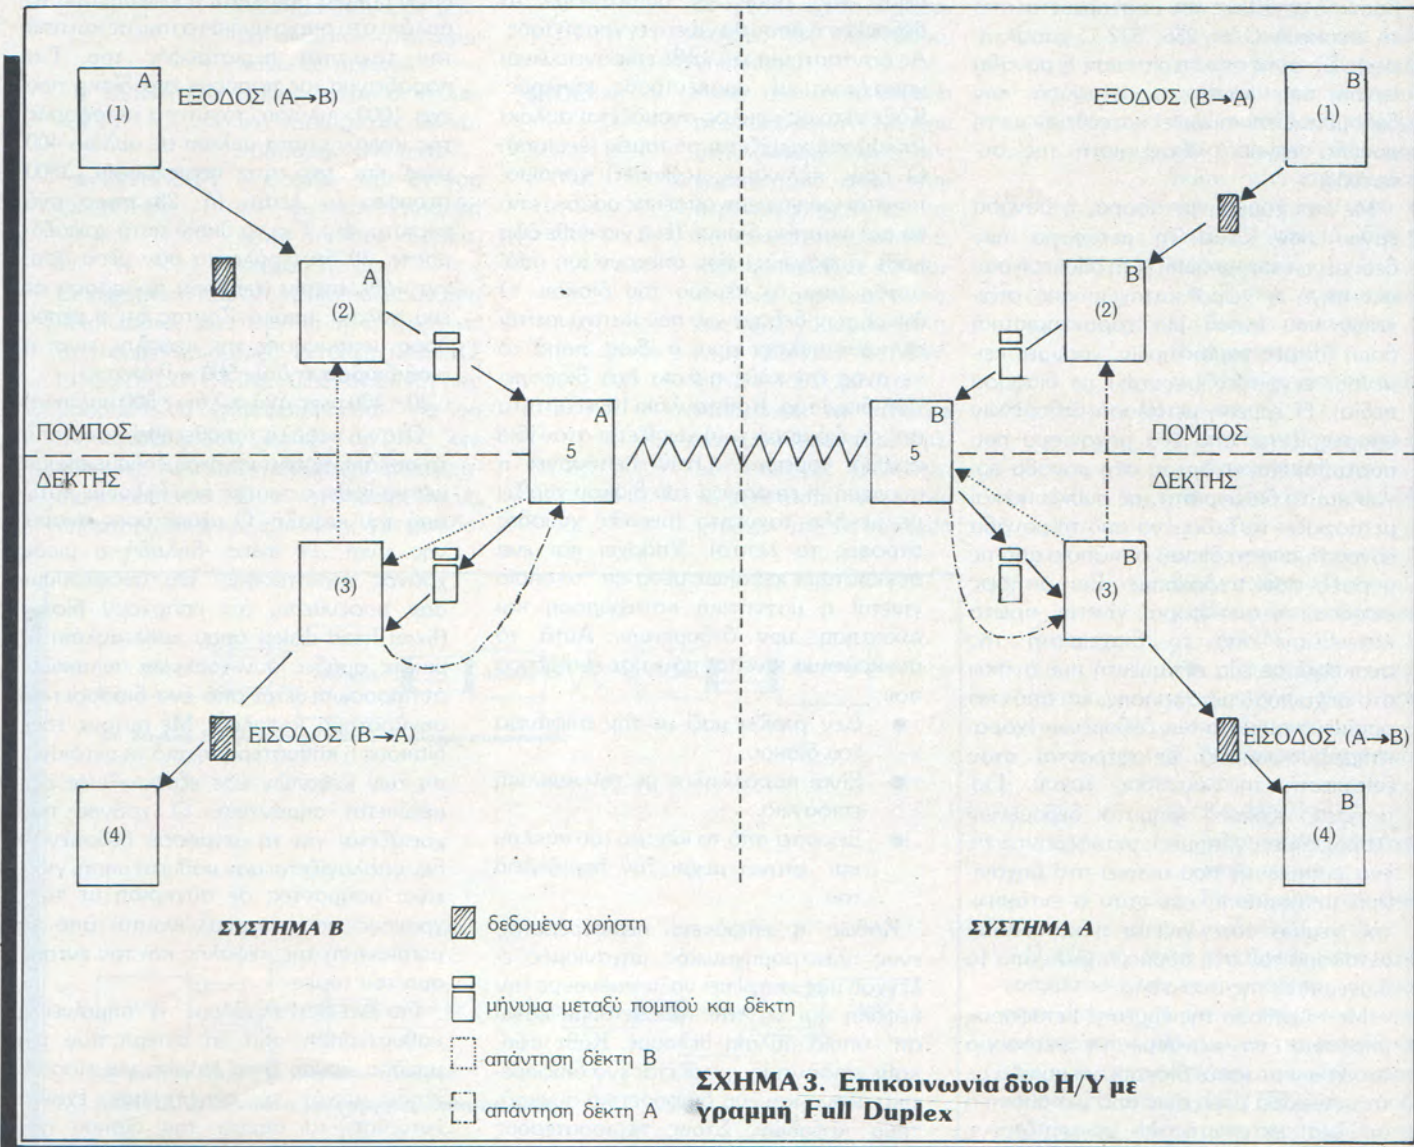 A
(1)
ΕΞΟΔΟΣ (A→B)
A
(2)
A
5
ΠΟΜΠΟΣ
ΔΕΚΤΗΣ
(3)
ΕΙΣΟΔΟΣ (B→A)
(4)
ΣΥΣΤΗΜΑ B
B
(1)
ΕΞΟΔΟΣ (B→A)
B
(2)
B
5
ΠΟΜΠΟΣ
ΔΕΚΤΗΣ
B
(3)
ΕΙΣΟΔΟΣ (A→B)
B
(4)
ΣΥΣΤΗΜΑ A
δεδομένα χρήστη
μήνυμα μεταξύ πομπού και δέκτη
απάντηση δέκτη B
απάντηση δέκτη A
ΣΧΗΜΑ 3. Επικοινωνία δύο Η/Υ με
γραμμή Full Duplex